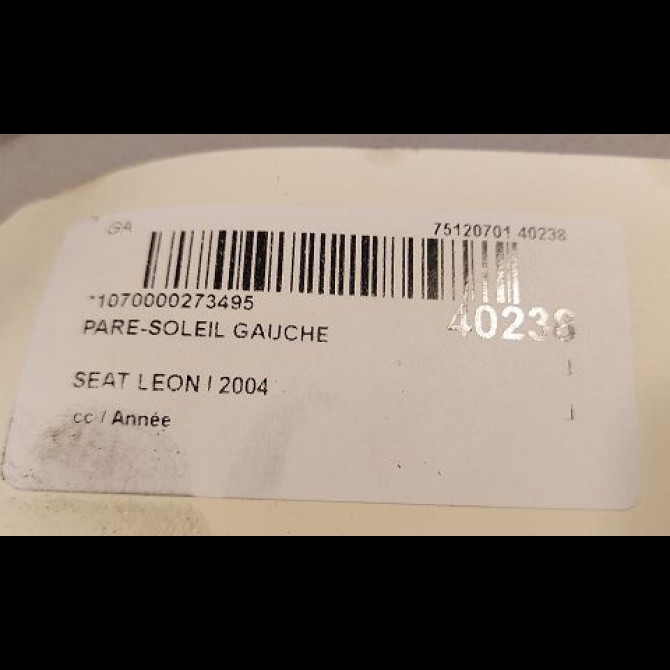 GA 75120701 40238
*1070000273495
40238
PARE-SOLEIL GAUCHE
SEAT LEON I 2004
cc / Année